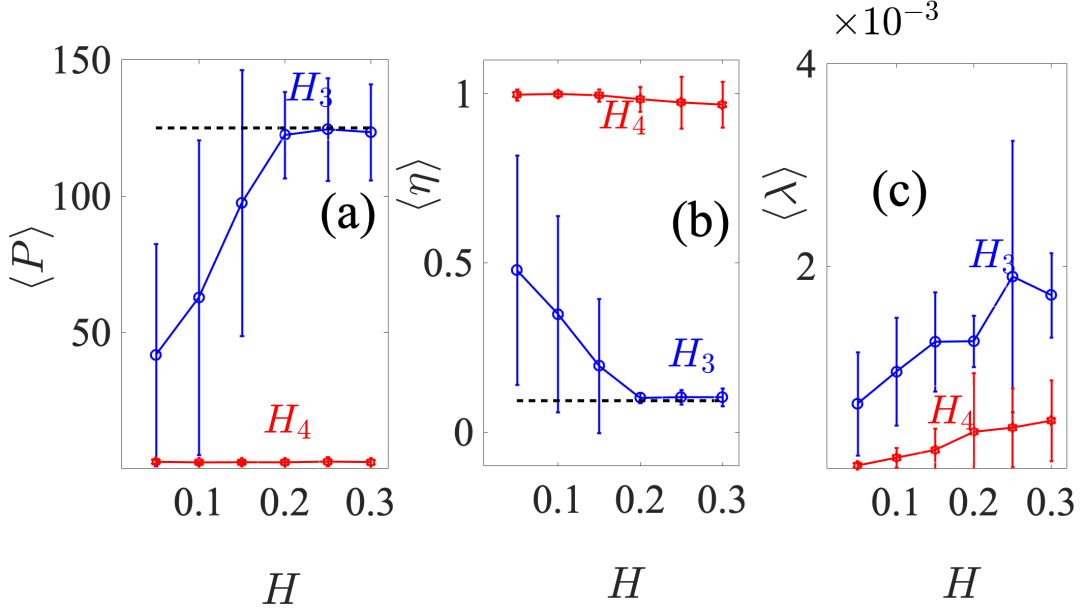 ×10⁻³
150
100
50
⟨P⟩
H₃
(a)
H₄
0.1
0.2
0.3
H
1
0.5
0
⟨η⟩
H₄
(b)
H₃
0.1
0.2
0.3
H
4
2
⟨λ⟩
(c)
H₃
H₄
0.1
0.2
0.3
H